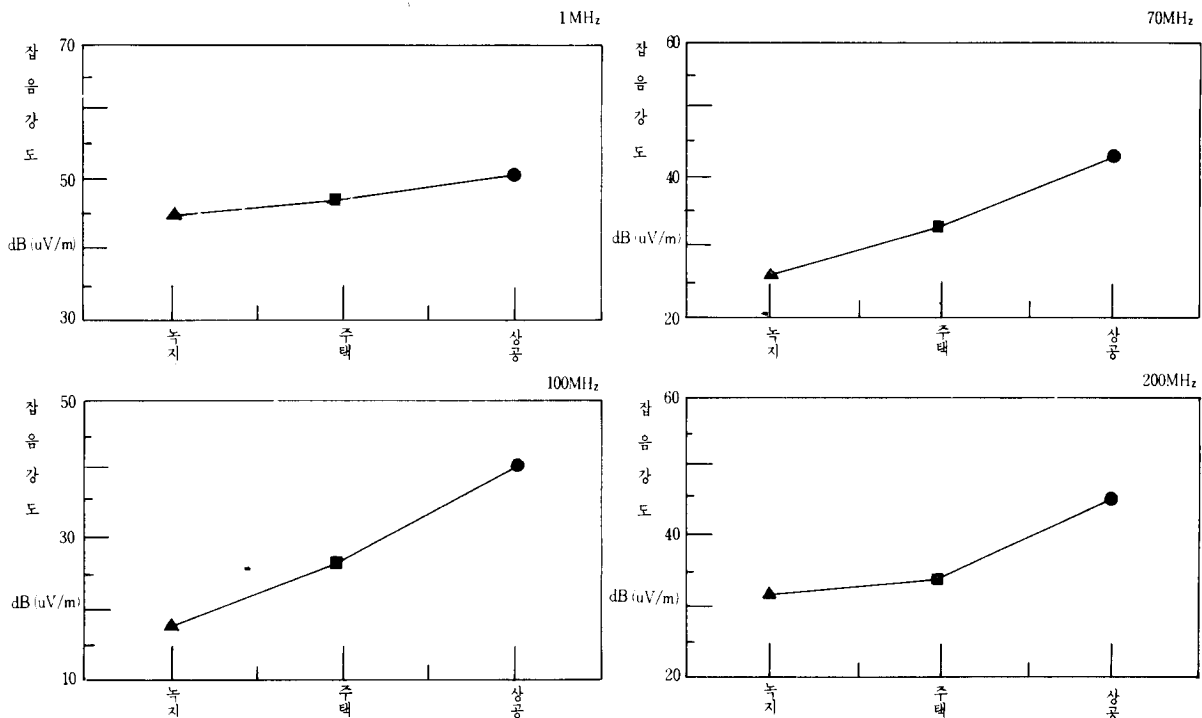 1MHz
70
잡음강도
50
dB(uV/m)
30
녹지
주택
상공
70MHz
60
잡음강도
40
dB(uV/m)
20
녹지
주택
상공
100MHz
50
잡음강도
30
dB(uV/m)
10
녹지
주택
상공
200MHz
60
잡음강도
40
dB(uV/m)
20
녹지
주택
상공